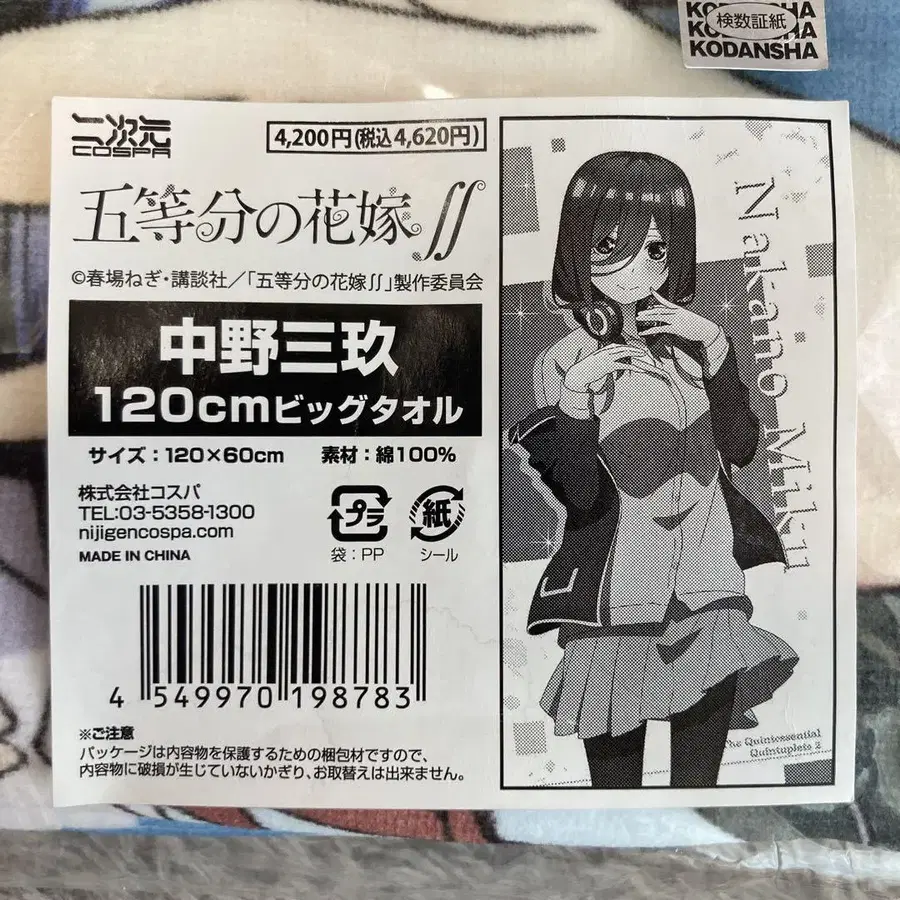 KODANSHA
検数証紙
KODANSHA
二次元
COSPA
4,200円(税込4,620円)
五等分の花嫁∬
©春場ねぎ・講談社／「五等分の花嫁∬」製作委員会
中野三玖
120cmビッグタオル
サイズ：120×60cm　素材：綿100%
株式会社コスパ
TEL:03-5358-1300
nijigencospa.com
MADE IN CHINA
プラ
袋：PP
紙
シール
4 549970 198783
※ご注意
パッケージは内容物を保護するための梱包材ですので、
内容物に破損が生じていないかぎり、お取替えは出来ません。
Nakano Miku
The Quintessential
Quintuplets 2